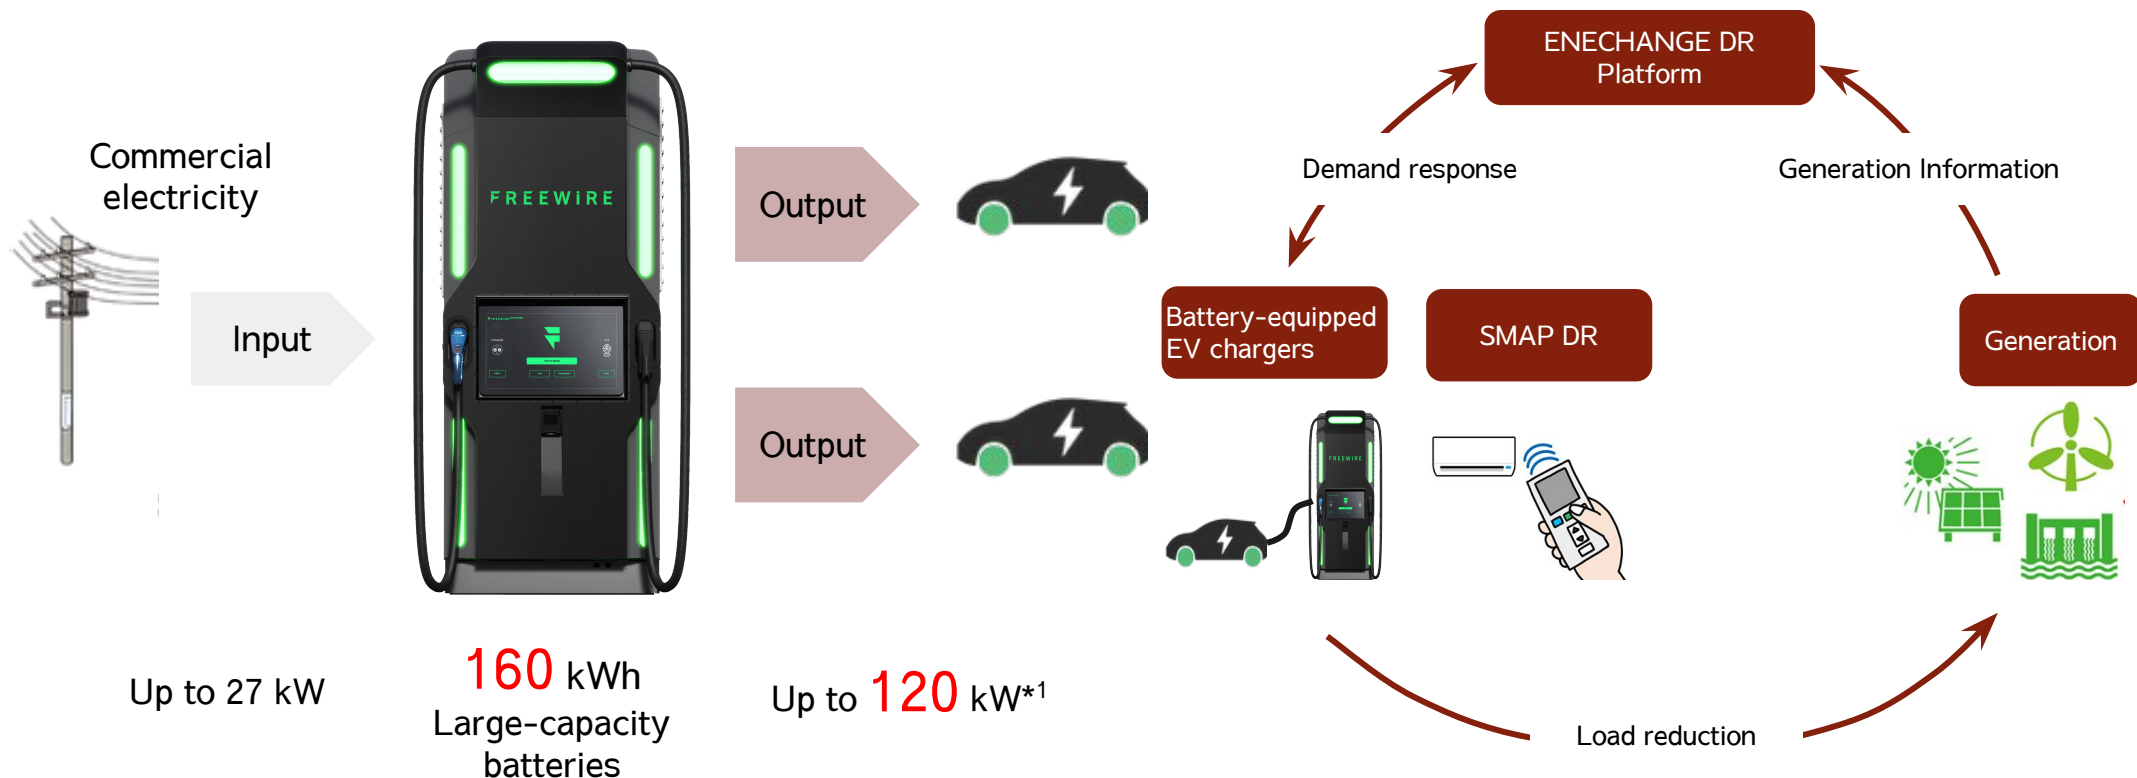 Commercial
electricity
Input
FREEWiRE
Output
Output
Up to 27 kW
160 kWh
Large-capacity
batteries
Up to 120 kW*1
ENECHANGE DR
Platform
Demand response
Generation Information
Battery-equipped
EV chargers
SMAP DR
Generation
FREEWiRE
Load reduction